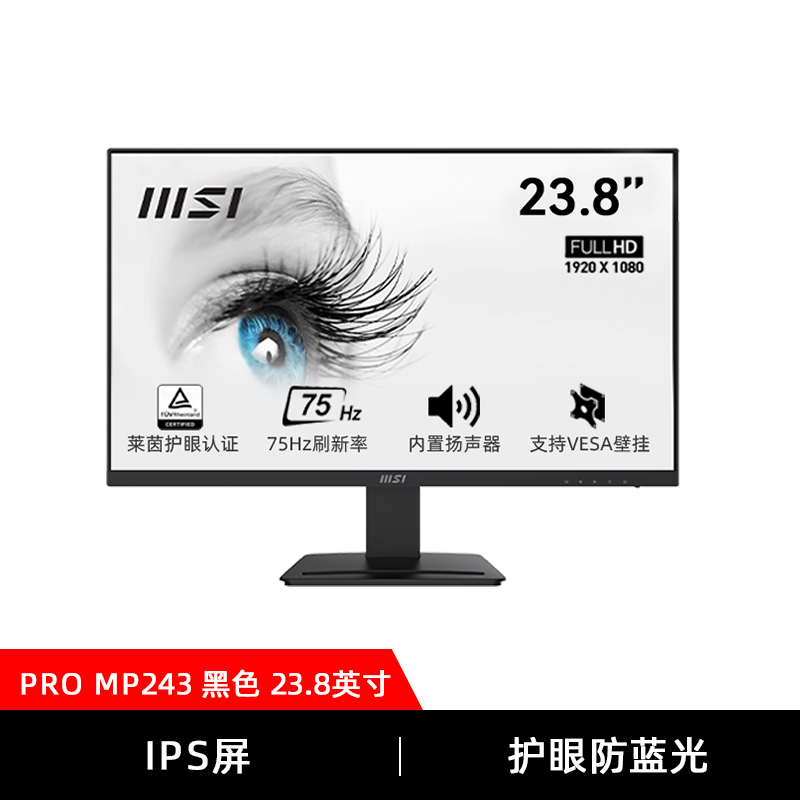 MSI
23.8”
FULL HD
1920 X 1080
TÜVRheinland
CERTIFIED
75 Hz
莱茵护眼认证
75Hz刷新率
内置扬声器
支持VESA壁挂
MSI
PRO MP243 黑色 23.8英寸
IPS屏
护眼防蓝光